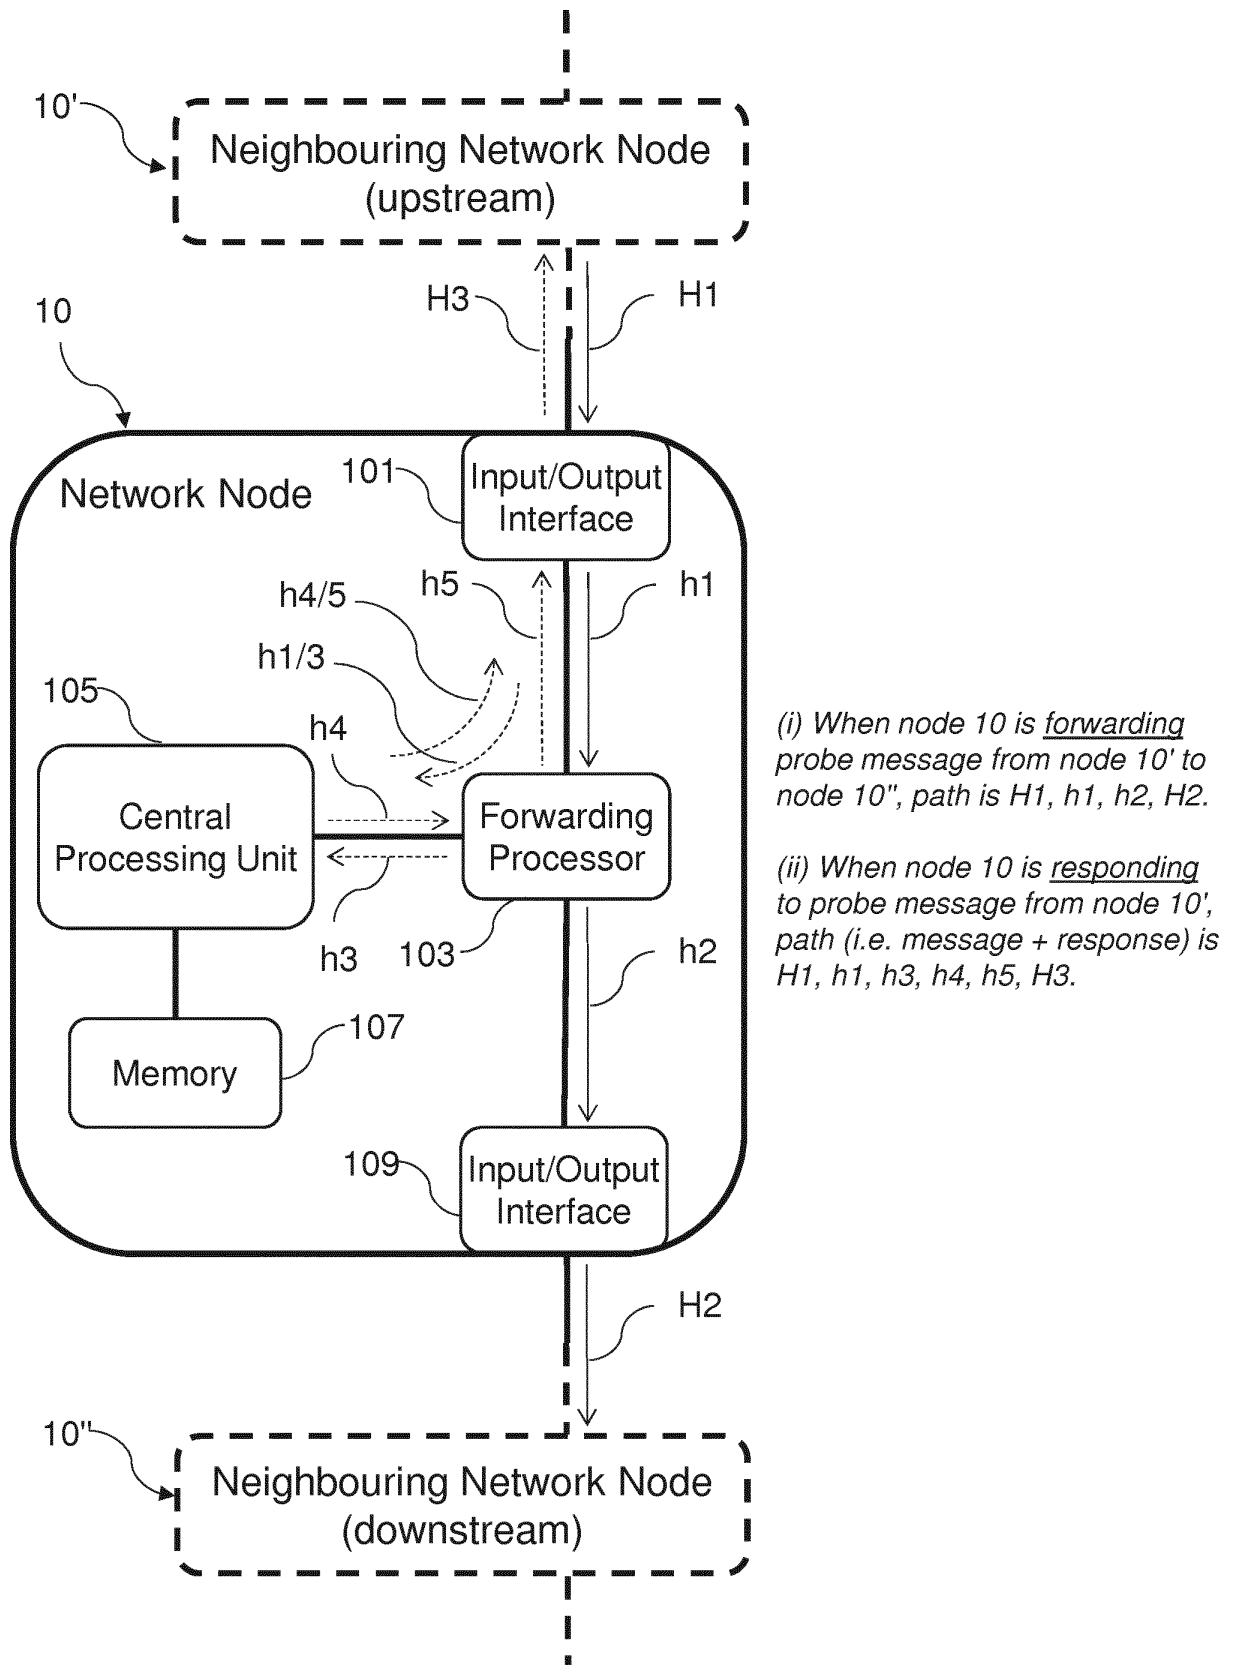 10'
Neighbouring Network Node
(upstream)
H3
H1
10
Network Node
101
Input/Output
Interface
h4/5
h5
h1
h1/3
105
h4
Central
Processing Unit
Forwarding
Processor
h3
103
h2
107
Memory
109
Input/Output
Interface
H2
10"
Neighbouring Network Node
(downstream)
(i) When node 10 is forwarding
probe message from node 10' to
node 10", path is H1, h1, h2, H2.
(ii) When node 10 is responding
to probe message from node 10',
path (i.e. message + response) is
H1, h1, h3, h4, h5, H3.